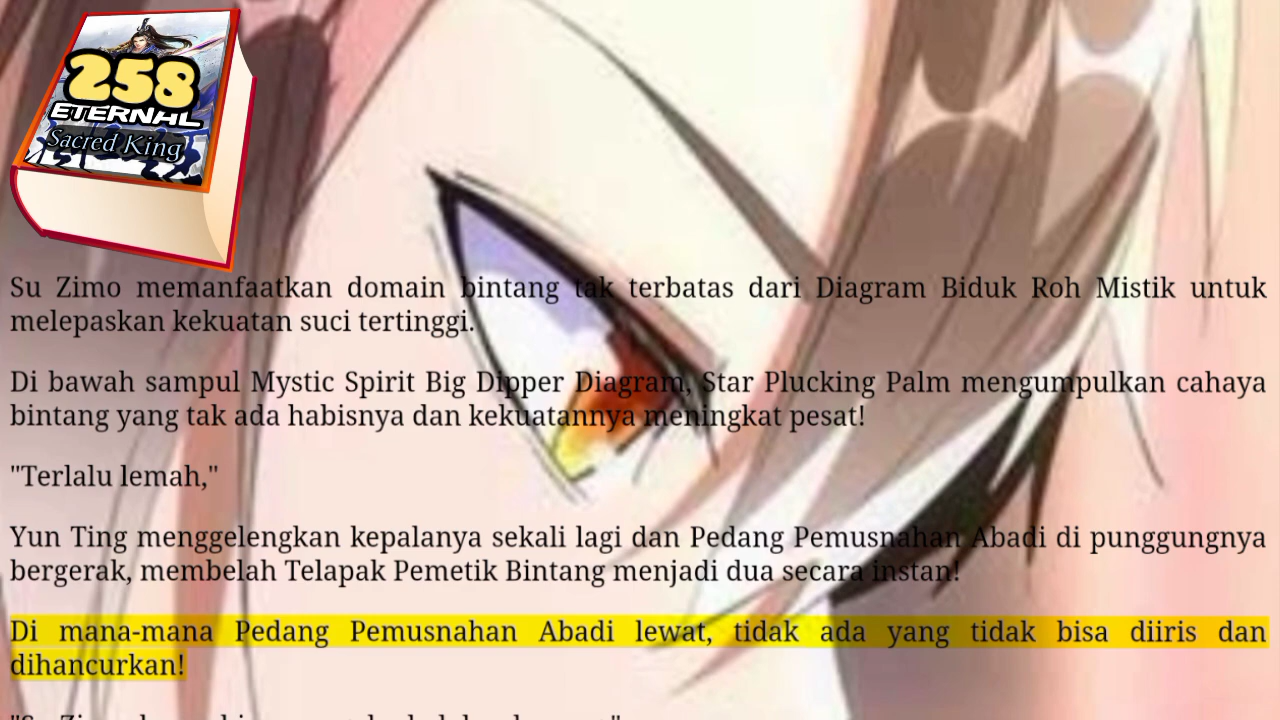 258
ETERNAL
Sacred King
Su Zimo memanfaatkan domain bintang tak terbatas dari Diagram Biduk Roh Mistik untuk
melepaskan kekuatan suci tertinggi.
Di bawah sampul Mystic Spirit Big Dipper Diagram, Star Plucking Palm mengumpulkan cahaya
bintang yang tak ada habisnya dan kekuatannya meningkat pesat!
"Terlalu lemah,"
Yun Ting menggelengkan kepalanya sekali lagi dan Pedang Pemusnahan Abadi di punggungnya
bergerak, membelah Telapak Pemetik Bintang menjadi dua secara instan!
Di mana-mana Pedang Pemusnahan Abadi lewat, tidak ada yang tidak bisa diiris dan
dihancurkan!